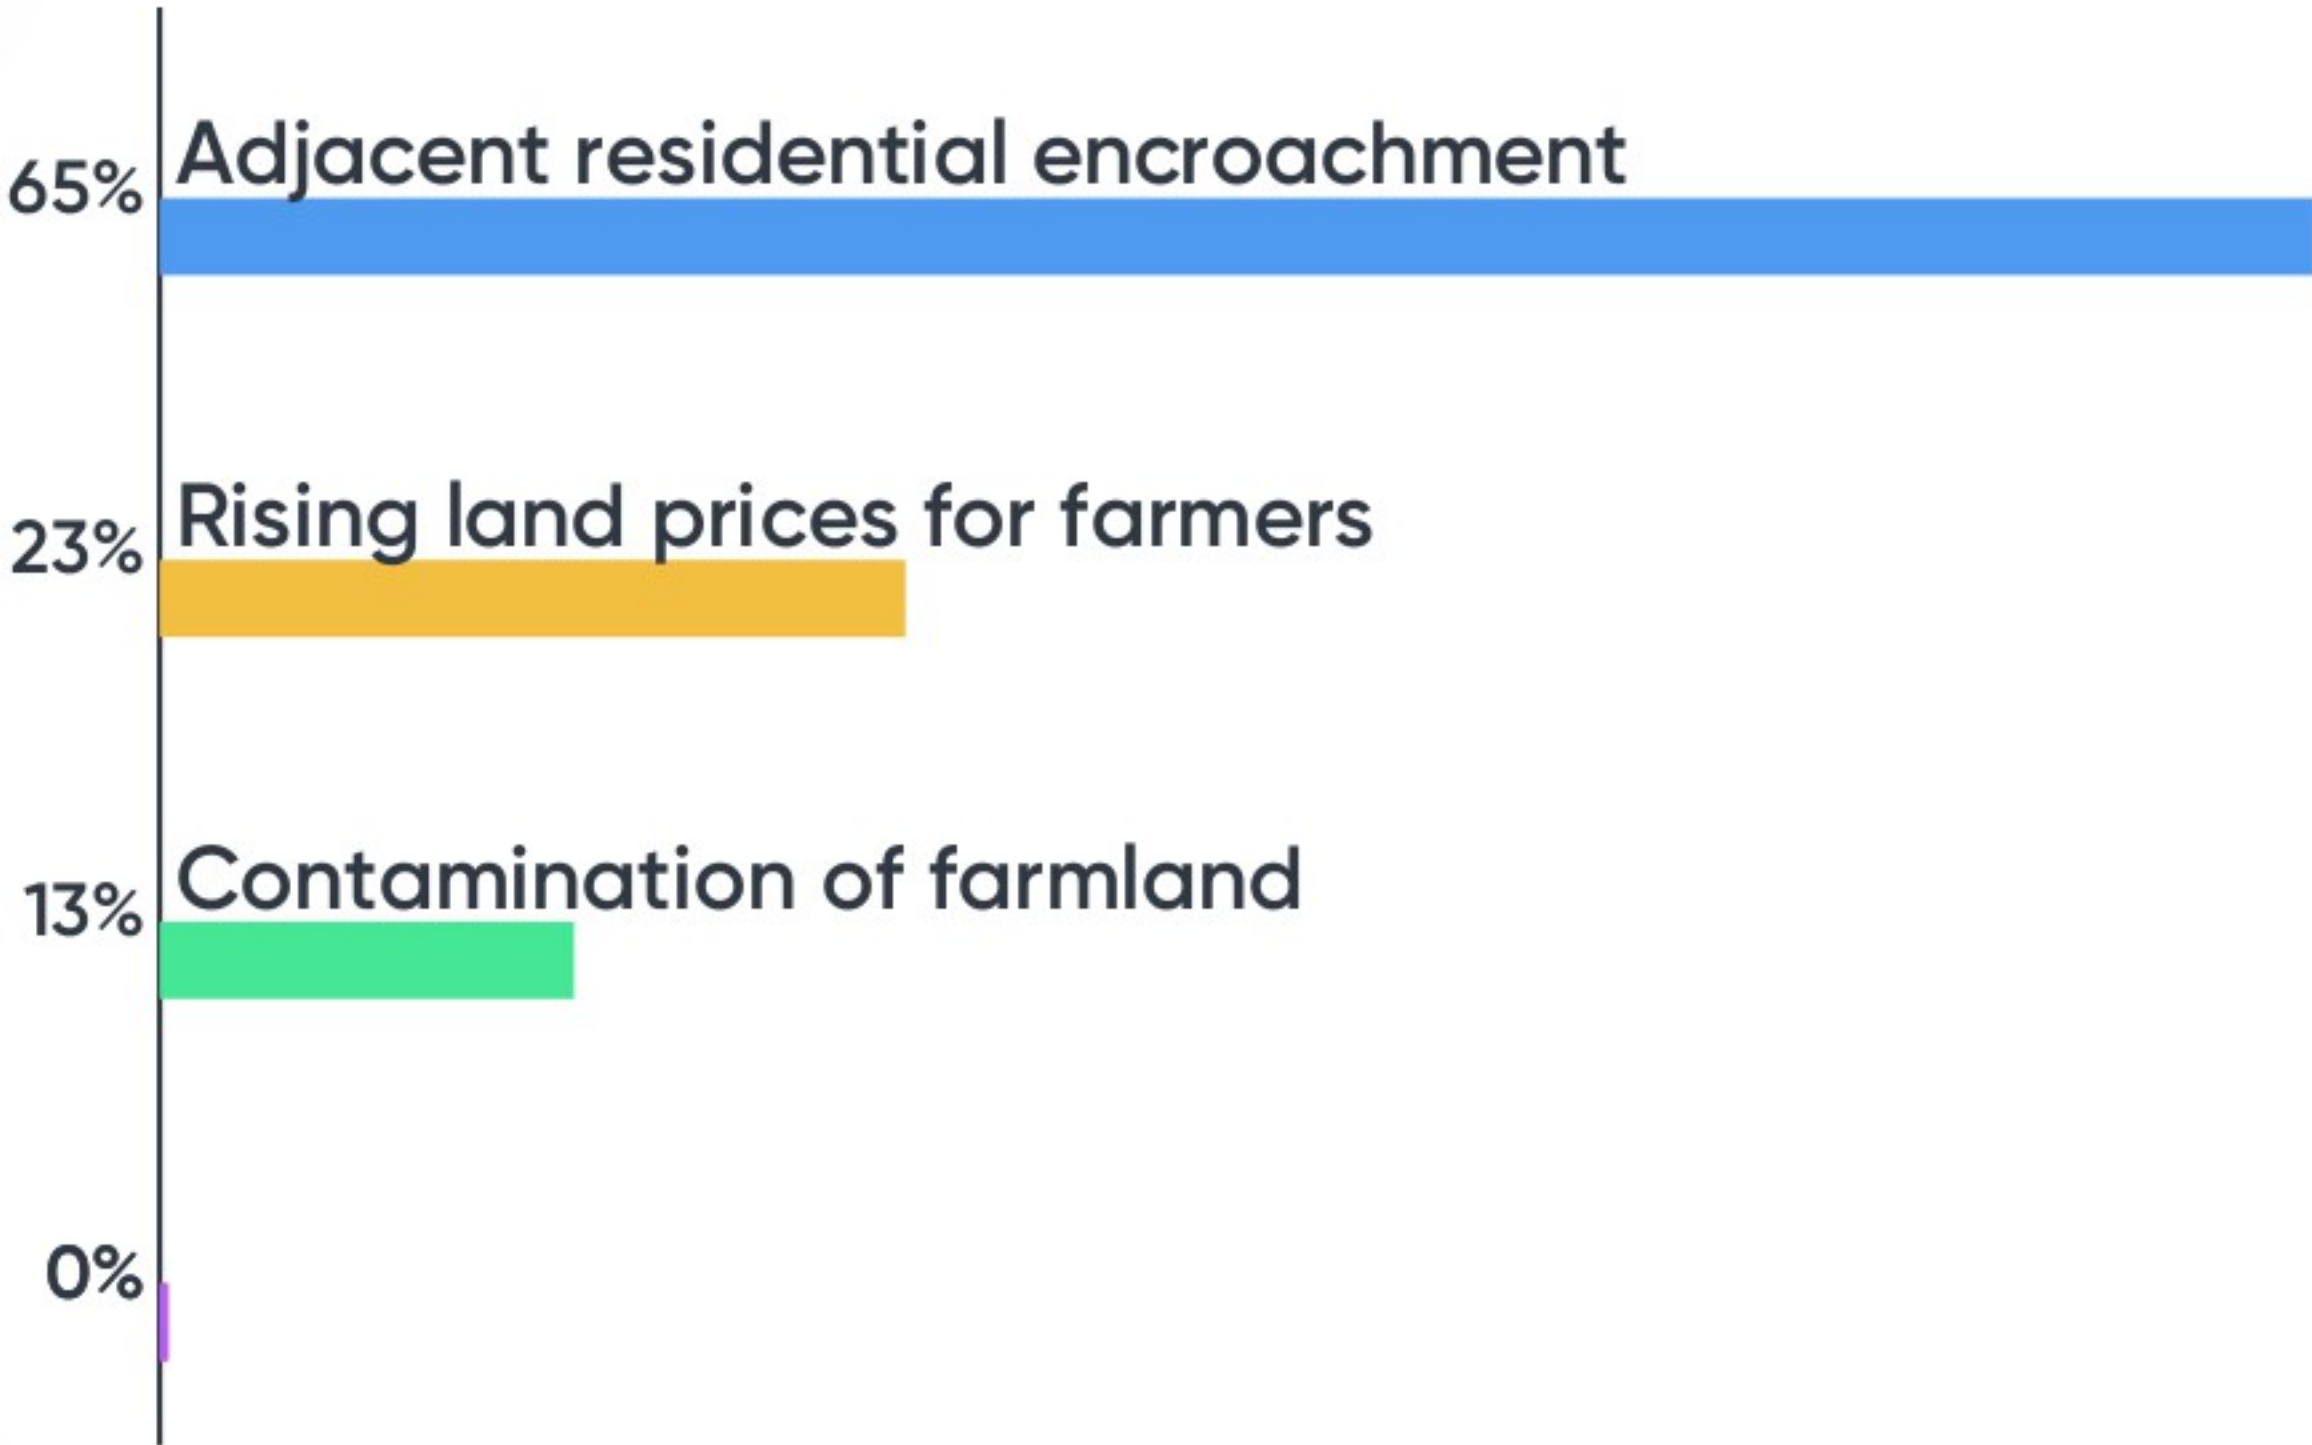 Adjacent residential encroachment
65%
Rising land prices for farmers
23%
Contamination of farmland
13%
0%